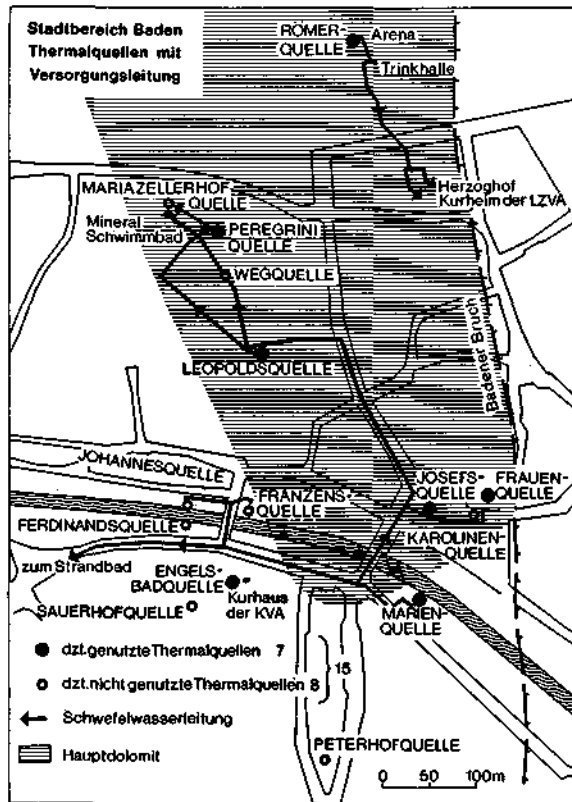 Stadtbereich Baden
Thermalquellen mit
Versorgungsleitung
RÖMER-
QUELLE
Arena
Trinkhalle
Herzoghof
Kurheim der LZVA
MARIAZELLERHOF
QUELLE
Mineral
Schwimmbad
PEREGRINI
QUELLE
WEGQUELLE
LEOPOLDSQUELLE
Badener Bruch
JOHANNESQUELLE
FRANZENS-
QUELLE
JOSEFS-
QUELLE
FRAUEN-
QUELLE
FERDINANDSQUELLE
KAROLINEN-
QUELLE
zum Strandbad
ENGELS-
BADQUELLE
Kurhaus
der KVA
SAUERHOFQUELLE
MARIEN-
QUELLE
dzt. genutzte Thermalquellen 7
dzt. nicht genutzte Thermalquellen 8
Schwefelwasserleitung
Hauptdolomit
15
PETERHOFQUELLE
0 50 100m